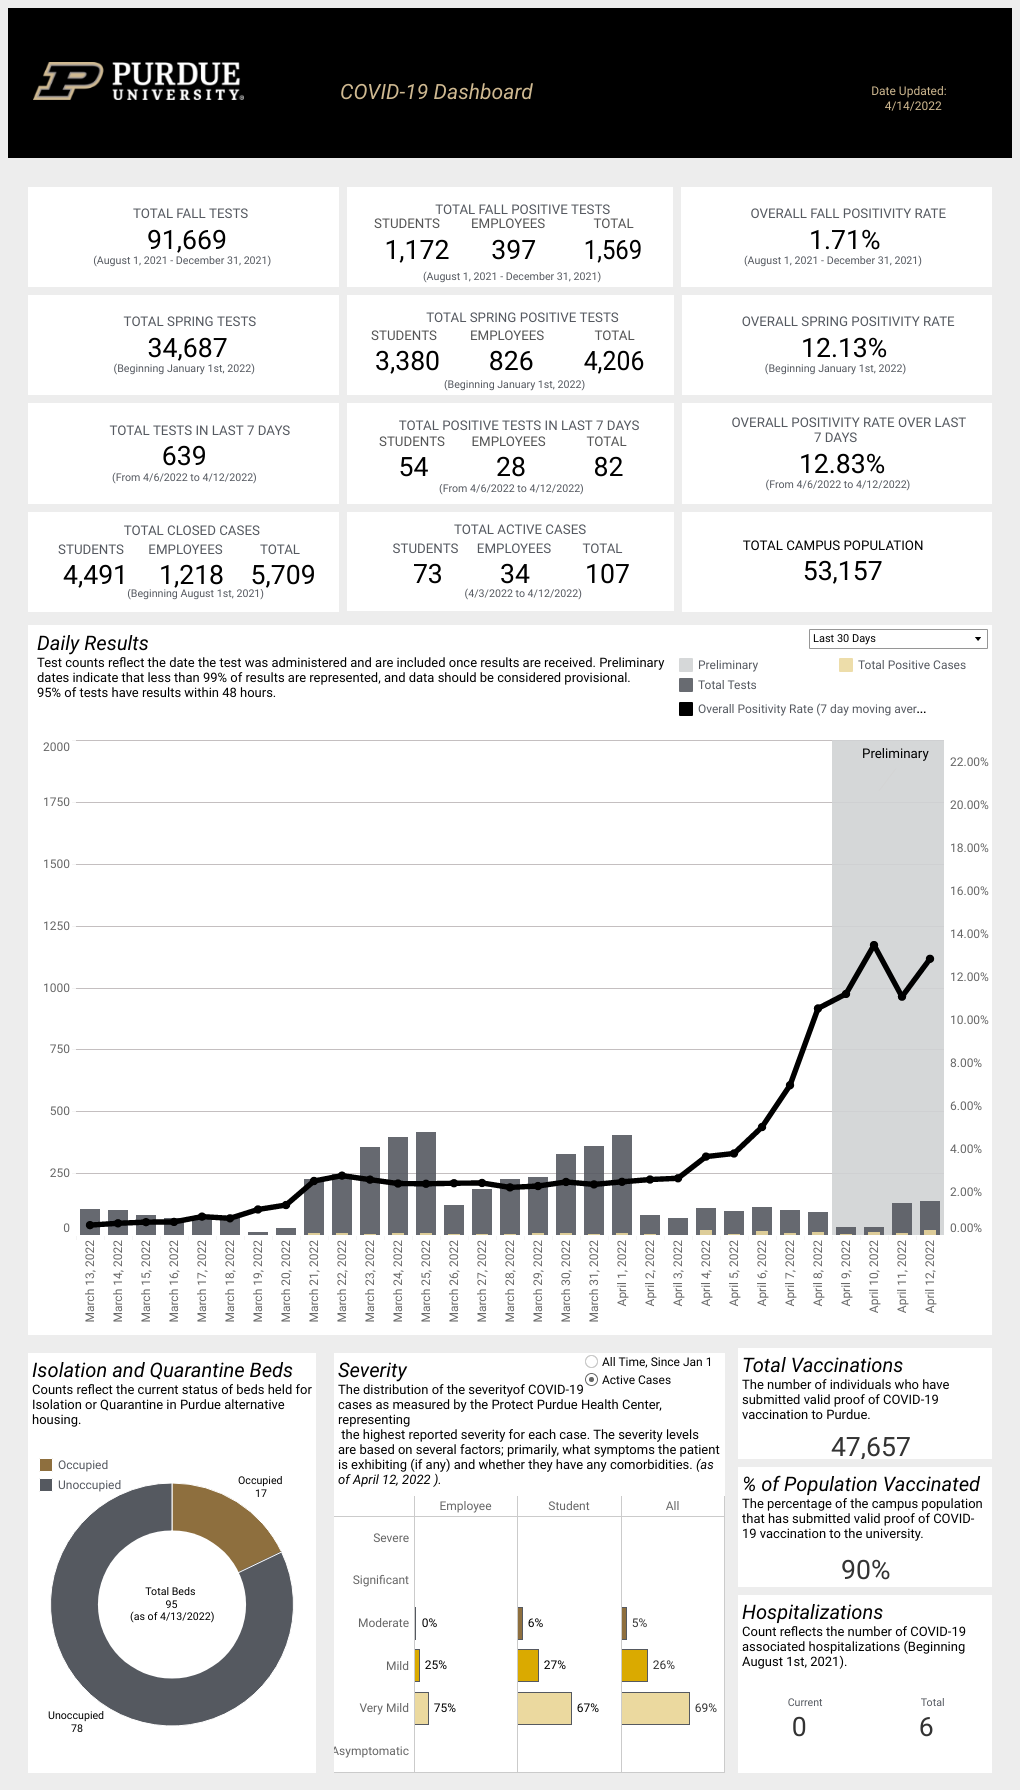 PURDUE
UNIVERSITY®
COVID-19 Dashboard
Date Updated:
4/14/2022
TOTAL FALL TESTS
91,669
(August 1, 2021 - December 31, 2021)
TOTAL FALL POSITIVE TESTS
STUDENTS EMPLOYEES TOTAL
1,172 397 1,569
(August 1, 2021 - December 31, 2021)
OVERALL FALL POSITIVITY RATE
1.71%
(August 1, 2021 - December 31, 2021)
TOTAL SPRING TESTS
34,687
(Beginning January 1st, 2022)
TOTAL SPRING POSITIVE TESTS
STUDENTS EMPLOYEES TOTAL
3,380 826 4,206
(Beginning January 1st, 2022)
OVERALL SPRING POSITIVITY RATE
12.13%
(Beginning January 1st, 2022)
TOTAL TESTS IN LAST 7 DAYS
639
(From 4/6/2022 to 4/12/2022)
TOTAL POSITIVE TESTS IN LAST 7 DAYS
STUDENTS EMPLOYEES TOTAL
54 28 82
(From 4/6/2022 to 4/12/2022)
OVERALL POSITIVITY RATE OVER LAST
7 DAYS
12.83%
(From 4/6/2022 to 4/12/2022)
TOTAL CLOSED CASES
STUDENTS EMPLOYEES TOTAL
4,491 1,218 5,709
(Beginning August 1st, 2021)
TOTAL ACTIVE CASES
STUDENTS EMPLOYEES TOTAL
73 34 107
(4/3/2022 to 4/12/2022)
TOTAL CAMPUS POPULATION
53,157
Daily Results
Test counts reflect the date the test was administered and are included once results are received. Preliminary
dates indicate that less than 99% of results are represented, and data should be considered provisional.
95% of tests have results within 48 hours.
Last 30 Days
Preliminary
Total Positive Cases
Total Tests
Overall Positivity Rate (7 day moving aver...
Preliminary
2000
1750
1500
1250
1000
750
500
250
0
22.00%
20.00%
18.00%
16.00%
14.00%
12.00%
10.00%
8.00%
6.00%
4.00%
2.00%
0.00%
March 13, 2022
March 14, 2022
March 15, 2022
March 16, 2022
March 17, 2022
March 18, 2022
March 19, 2022
March 20, 2022
March 21, 2022
March 22, 2022
March 23, 2022
March 24, 2022
March 25, 2022
March 26, 2022
March 27, 2022
March 28, 2022
March 29, 2022
March 30, 2022
March 31, 2022
April 1, 2022
April 2, 2022
April 3, 2022
April 4, 2022
April 5, 2022
April 6, 2022
April 7, 2022
April 8, 2022
April 9, 2022
April 10, 2022
April 11, 2022
April 12, 2022
Isolation and Quarantine Beds
Counts reflect the current status of beds held for
Isolation or Quarantine in Purdue alternative
housing.
Occupied
Unoccupied
Occupied
17
Total Beds
95
(as of 4/13/2022)
Unoccupied
78
Severity
All Time, Since Jan 1
Active Cases
The distribution of the severityof COVID-19
cases as measured by the Protect Purdue Health Center,
representing
the highest reported severity for each case. The severity levels
are based on several factors; primarily, what symptoms the patient
is exhibiting (if any) and whether they have any comorbidities. (as
of April 12, 2022 ).
Employee Student All
Severe
Significant
Moderate 0% 6% 5%
Mild 25% 27% 26%
Very Mild 75% 67% 69%
Asymptomatic
Total Vaccinations
The number of individuals who have
submitted valid proof of COVID-19
vaccination to Purdue.
47,657
% of Population Vaccinated
The percentage of the campus population
that has submitted valid proof of COVID-
19 vaccination to the university.
90%
Hospitalizations
Count reflects the number of COVID-19
associated hospitalizations (Beginning
August 1st, 2021).
Current Total
0 6